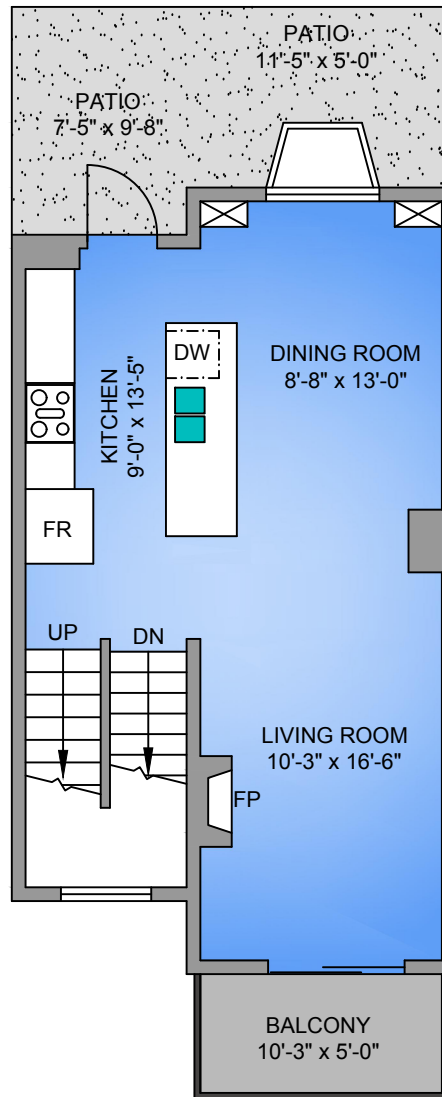 PATIO
11'-5" x 5'-0"
PATIO
7'-5" x 9'-8"
DW
DINING ROOM
8'-8" x 13'-0"
KITCHEN
9'-0" x 13'-5"
FR
UP
DN
LIVING ROOM
10'-3" x 16'-6"
FP
BALCONY
10'-3" x 5'-0"